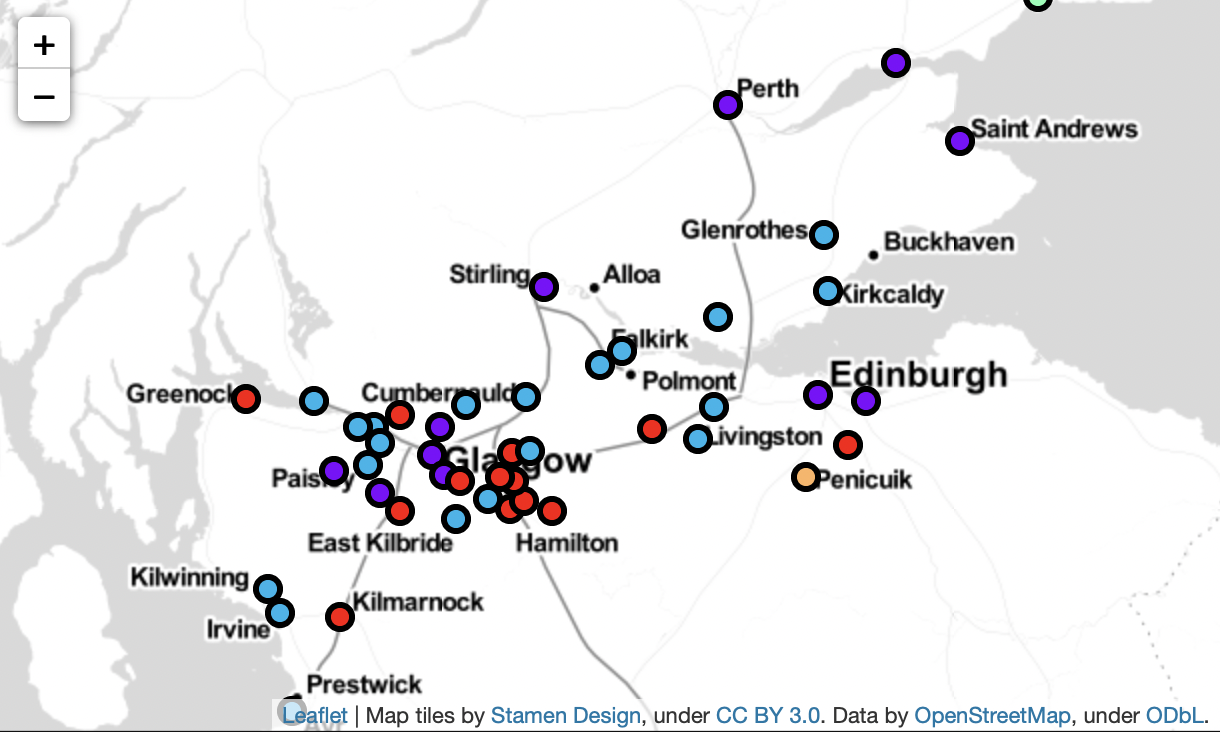 +
−
Perth
Saint Andrews
Glenrothes
Buckhaven
Stirling
Alloa
Kirkcaldy
Falkirk
Edinburgh
Polmont
Greenock
Cumbernauld
Livingston
Glasgow
Paisley
Penicuik
East Kilbride
Hamilton
Kilwinning
Kilmarnock
Irvine
Prestwick
Ayr
Leaflet | Map tiles by Stamen Design, under CC BY 3.0. Data by OpenStreetMap, under ODbL.